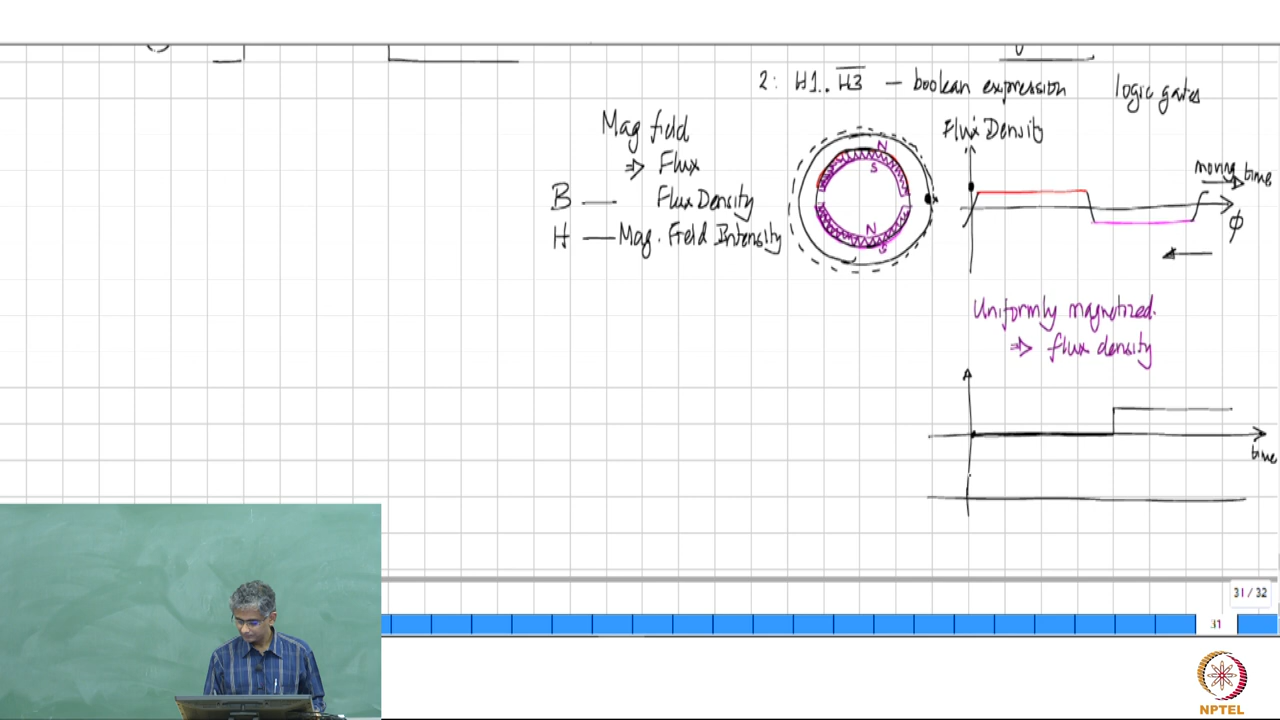 2: H1.. H3 – boolean expression logic gates
Mag field
⇒ Flux
B — Flux Density
H — Mag. Field Intensity
N
S
N
S
Flux Density
moving time
φ
Uniformly magnetized.
⇒ flux density
time
31 / 32
31
NPTEL